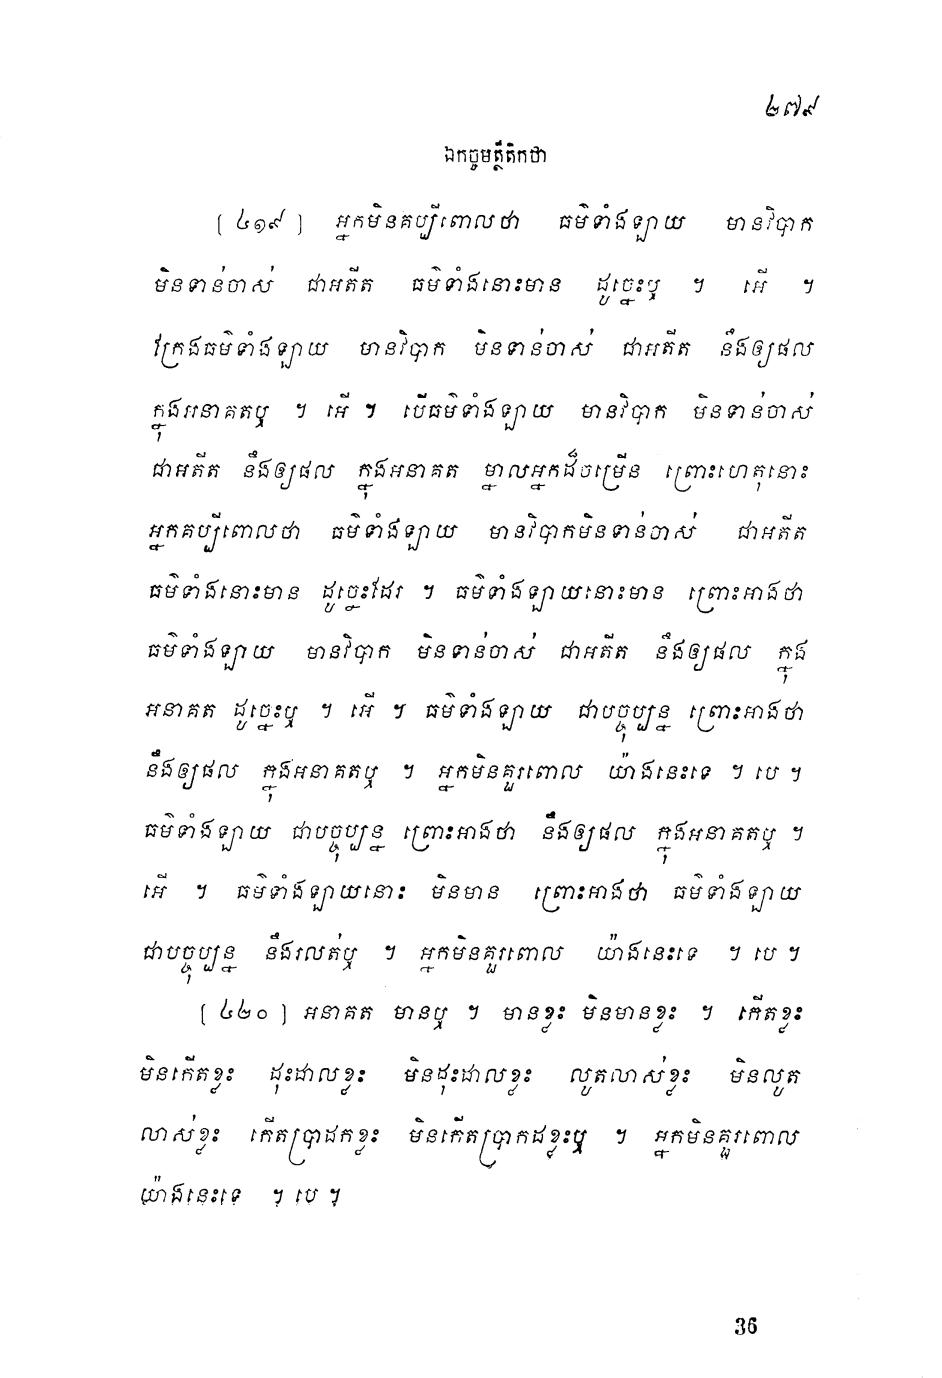 ២៧៩
ឯកច្ចមត្ថីតិកថា
[៤១៩] អ្នកមិនគប្បីពោលថា ធម៌ទាំងឡាយ មានវិបាក
មិនទាន់ចាស់ ជាអតីត ធម៌ទាំងនោះមាន ដូច្នេះឬ ។ អើ ។
ក្រែងធម៌ទាំងឡាយ មានវិបាក មិនទាន់ចាស់ ជាអតីត នឹងឲ្យផល
ក្នុងអនាគតឬ ។ អើ ។ បើធម៌ទាំងឡាយ មានវិបាក មិនទាន់ចាស់
ជាអតីត នឹងឲ្យផល ក្នុងអនាគត ម្នាលអ្នកដ៏ចម្រើន ព្រោះហេតុនោះ
អ្នកគប្បីពោលថា ធម៌ទាំងឡាយ មានវិបាកមិនទាន់ចាស់ ជាអតីត
ធម៌ទាំងនោះមាន ដូច្នេះដែរ ។ ធម៌ទាំងឡាយនោះមាន ព្រោះអាងថា
ធម៌ទាំងឡាយ មានវិបាក មិនទាន់ចាស់ ជាអតីត នឹងឲ្យផល ក្នុង
អនាគត ដូច្នេះឬ ។ អើ ។ ធម៌ទាំងឡាយ ជាបច្ចុប្បន្ន ព្រោះអាងថា
នឹងឲ្យផល ក្នុងអនាគតឬ ។ អ្នកមិនគួរពោល យ៉ាងនេះទេ ។ បេ ។
ធម៌ទាំងឡាយ ជាបច្ចុប្បន្ន ព្រោះអាងថា នឹងឲ្យផល ក្នុងអនាគតឬ ។
អើ ។ ធម៌ទាំងឡាយនោះ មិនមាន ព្រោះអាងថា ធម៌ទាំងឡាយ
ជាបច្ចុប្បន្ន នឹងរលត់ឬ ។ អ្នកមិនគួរពោល យ៉ាងនេះទេ ។ បេ ។
[៤២០] អនាគត មានឬ ។ មានខ្លះ មិនមានខ្លះ ។ កើតខ្លះ
មិនកើតខ្លះ ដុះដាលខ្លះ មិនដុះដាលខ្លះ លូតលាស់ខ្លះ មិនលូត
លាស់ខ្លះ កើតប្រាដកខ្លះ មិនកើតប្រាកដខ្លះឬ ។ អ្នកមិនគួរពោល
យ៉ាងនេះទេ ។ បេ ។
36